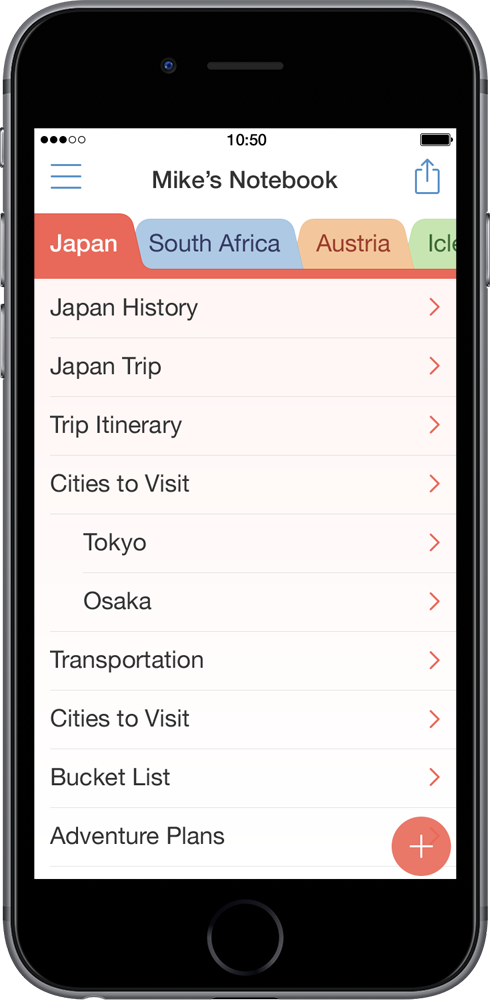 10:50
Mike’s Notebook
Japan South Africa Austria Icle
Japan History
Japan Trip
Trip Itinerary
Cities to Visit
Tokyo
Osaka
Transportation
Cities to Visit
Bucket List
Adventure Plans